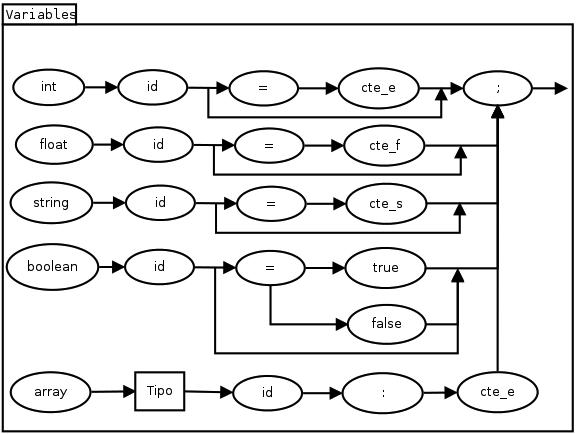 Variables
int id = cte_e ;
float id = cte_f
string id = cte_s
boolean id = true
false
array Tipo id : cte_e